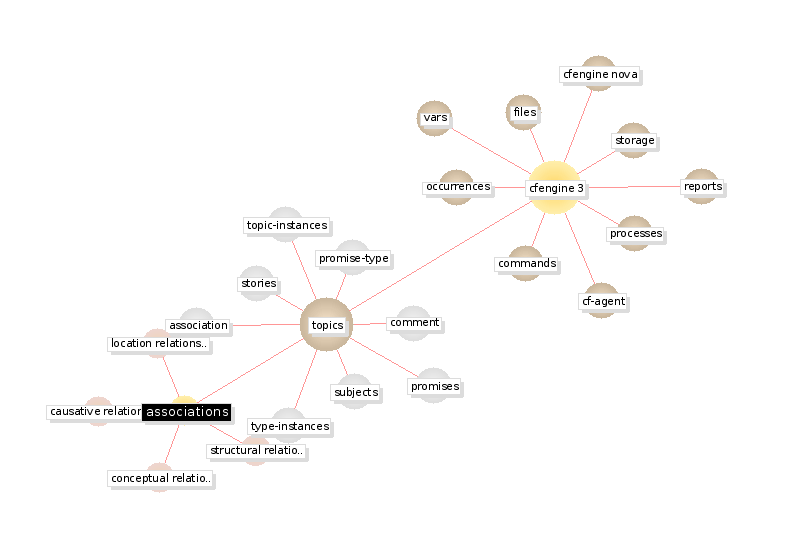 cfengine nova
files
vars
storage
occurrences
cfengine 3
reports
topic-instances
processes
promise-type
commands
stories
cf-agent
association
topics
comment
location relations..
subjects
promises
causative relation
associations
type-instances
structural relatio..
conceptual relatio..